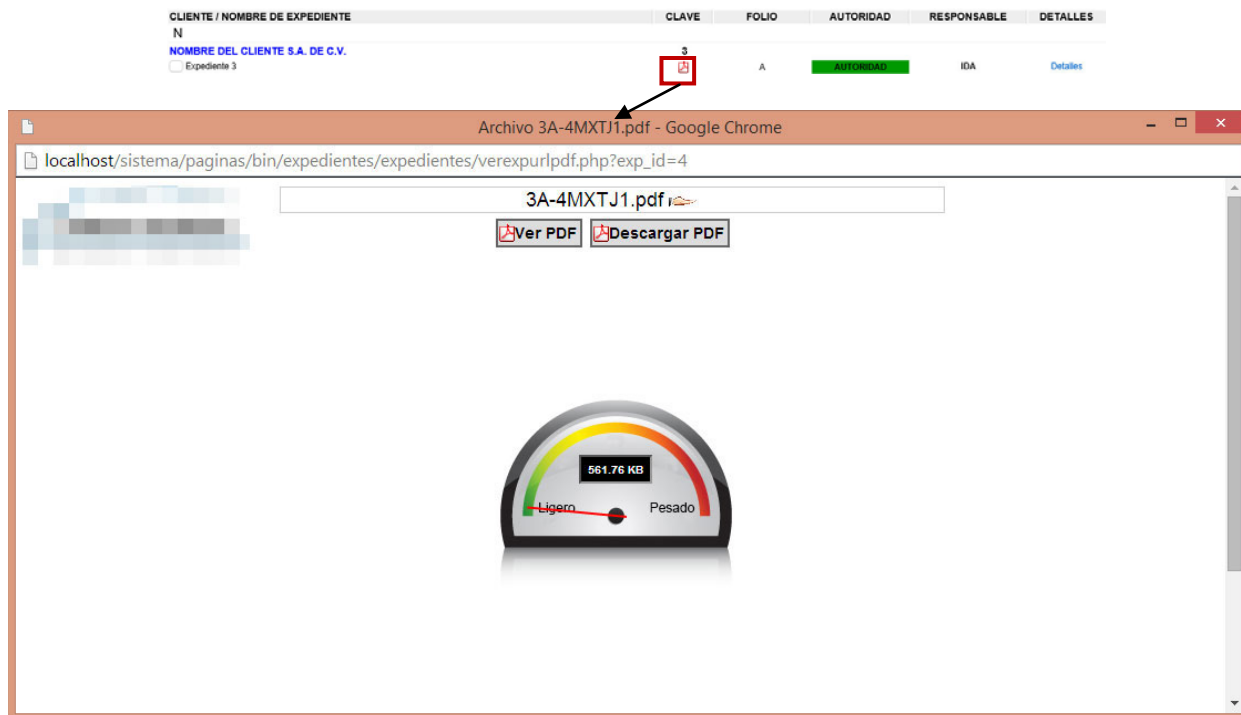 CLIENTE / NOMBRE DE EXPEDIENTE CLAVE FOLIO AUTORIDAD RESPONSABLE DETALLES
N
NOMBRE DEL CLIENTE S.A. DE C.V. 3
Expediente 3 A AUTORIDAD IDA Detalles
Archivo 3A-4MXTJ1.pdf - Google Chrome
localhost/sistema/paginas/bin/expedientes/expedientes/verexpurlpdf.php?exp_id=4
3A-4MXTJ1.pdf
Ver PDF Descargar PDF
561.76 KB
Ligero Pesado